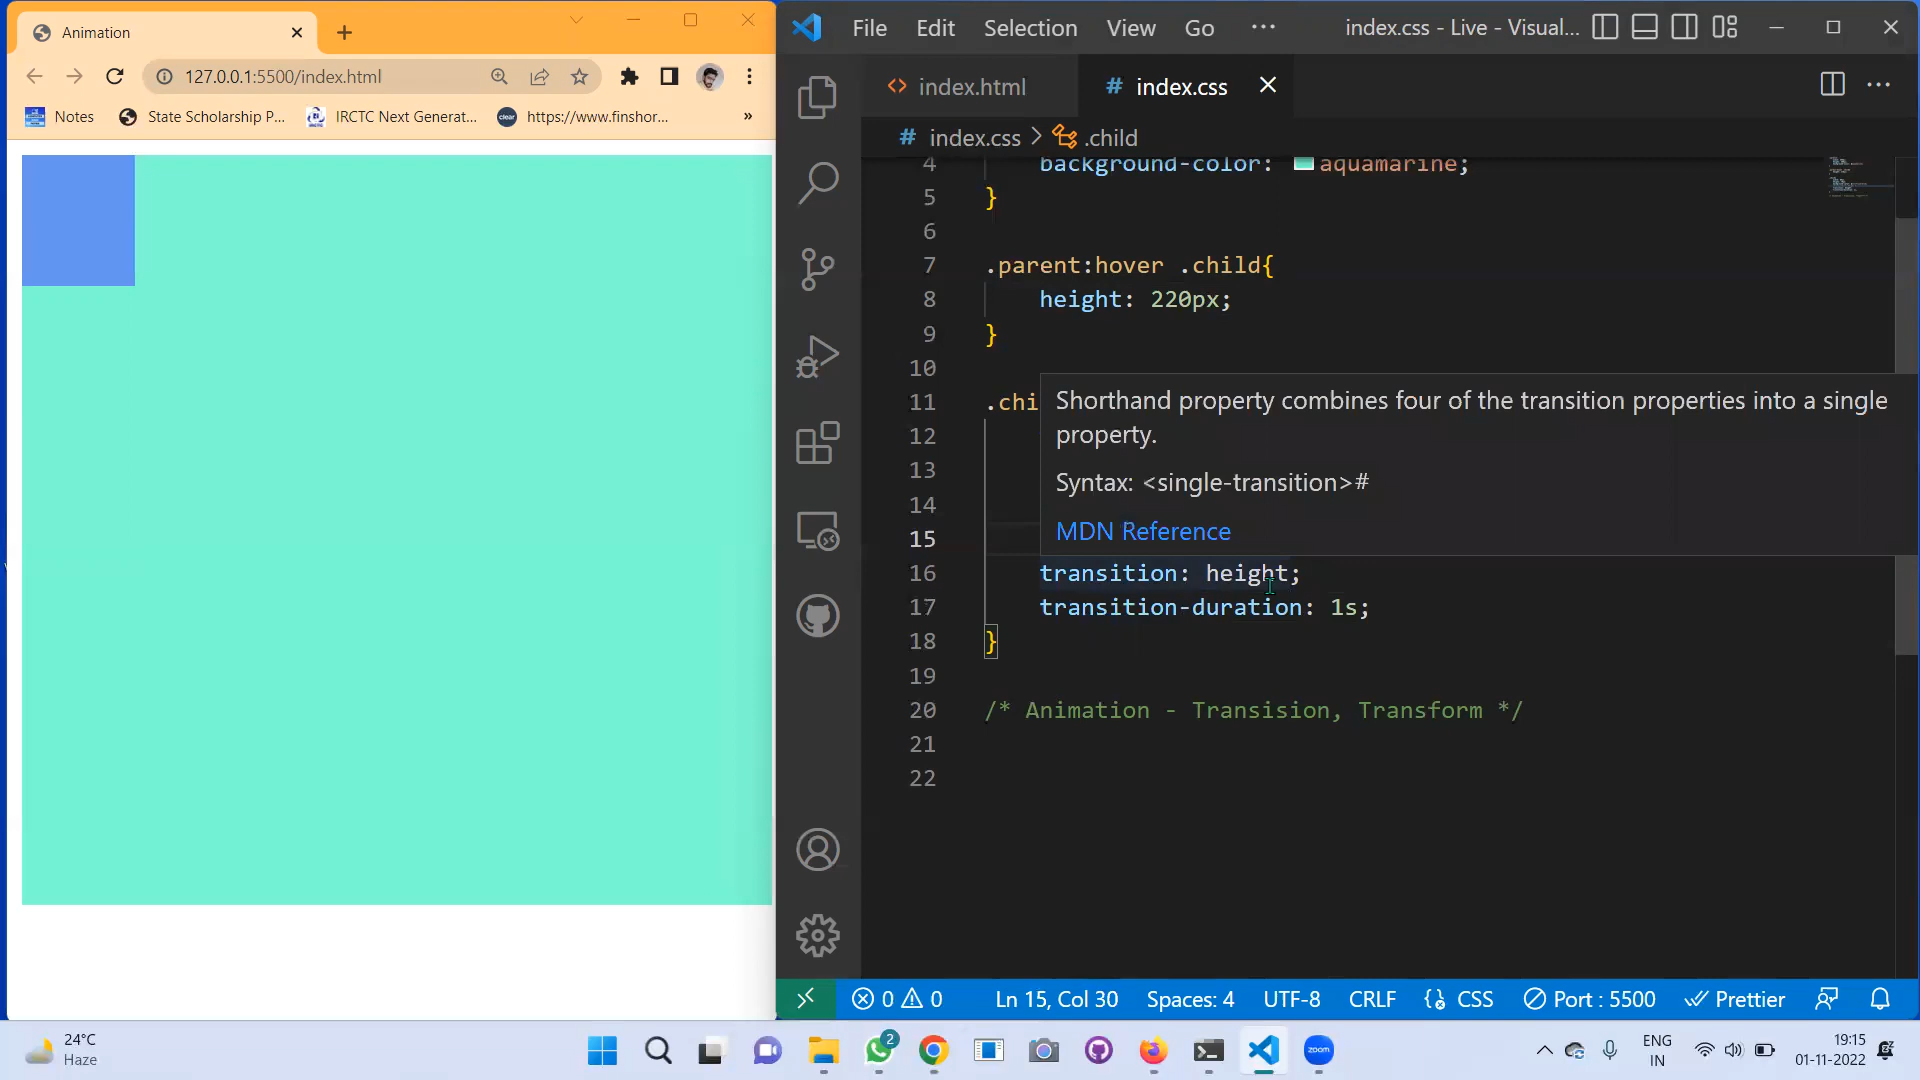 Animation
127.0.0.1:5500/index.html
Notes
State Scholarship P...
IRCTC Next Generat...
clear
https://www.finshor...
»
File Edit Selection View Go ···
index.css - Live - Visual...
<> index.html
# index.css
# index.css > .child
4 background-color: aquamarine;
5 }
6
7 .parent:hover .child{
8 height: 220px;
9 }
10
11 .chi
12
13
14
15
Shorthand property combines four of the transition properties into a single
property.
Syntax: <single-transition>#
MDN Reference
16 transition: height;
17 transition-duration: 1s;
18 }
19
20 /* Animation - Transision, Transform */
21
22
0 0
Ln 15, Col 30
Spaces: 4
UTF-8
CRLF
CSS
Port : 5500
Prettier
24°C
Haze
2
zoom
ENG
IN
19:15
01-11-2022